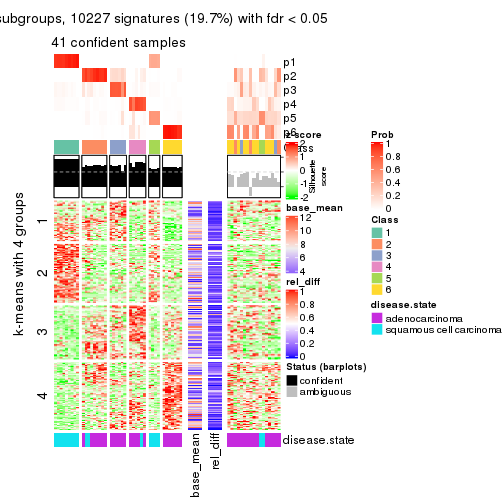 subgroups, 10227 signatures (19.7%) with fdr < 0.05
41 confident samples
p1
p2
p3
p4
p5
p6
Class
Silhouette
score
k-means with 4 groups
1
2
3
4
base_mean
rel_diff
disease.state
z-score
2
1
0
-1
-2
base_mean
12
10
8
6
4
rel_diff
1
0.8
0.6
0.4
0.2
0
Status (barplots)
confident
ambiguous
Prob
1
0.8
0.6
0.4
0.2
0
Class
1
2
3
4
5
6
disease.state
adenocarcinoma
squamous cell carcinoma